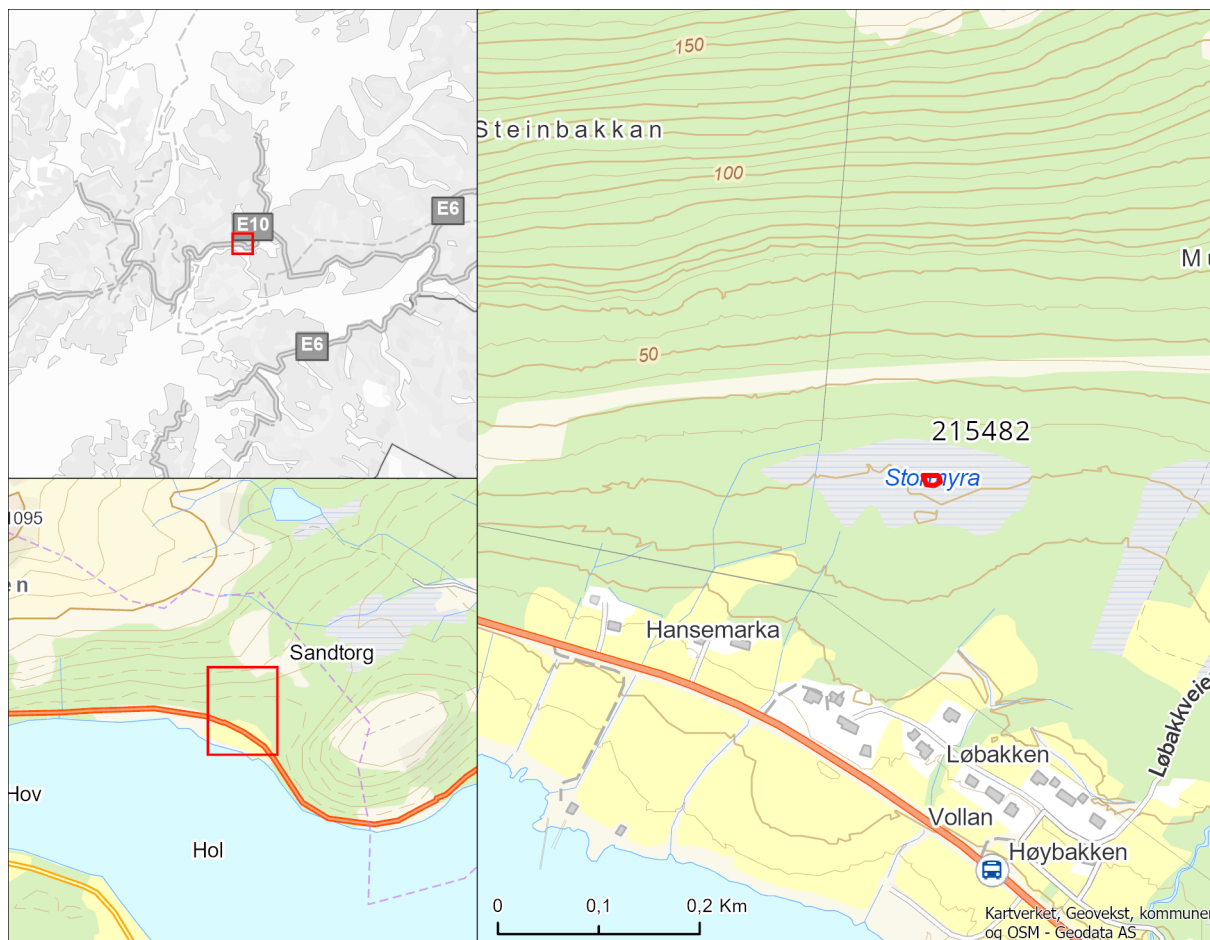 E10
E6
E6
1095
en
Sandtorg
Hov
Hol
150
Steinbakkan
100
Mu
50
215482
Stormyra
Hansemarka
Løbakkveie
Løbakken
Vollan
Høybakken
0 0,1 0,2 Km
Kartverket, Geovekst, kommuner
og OSM - Geodata AS